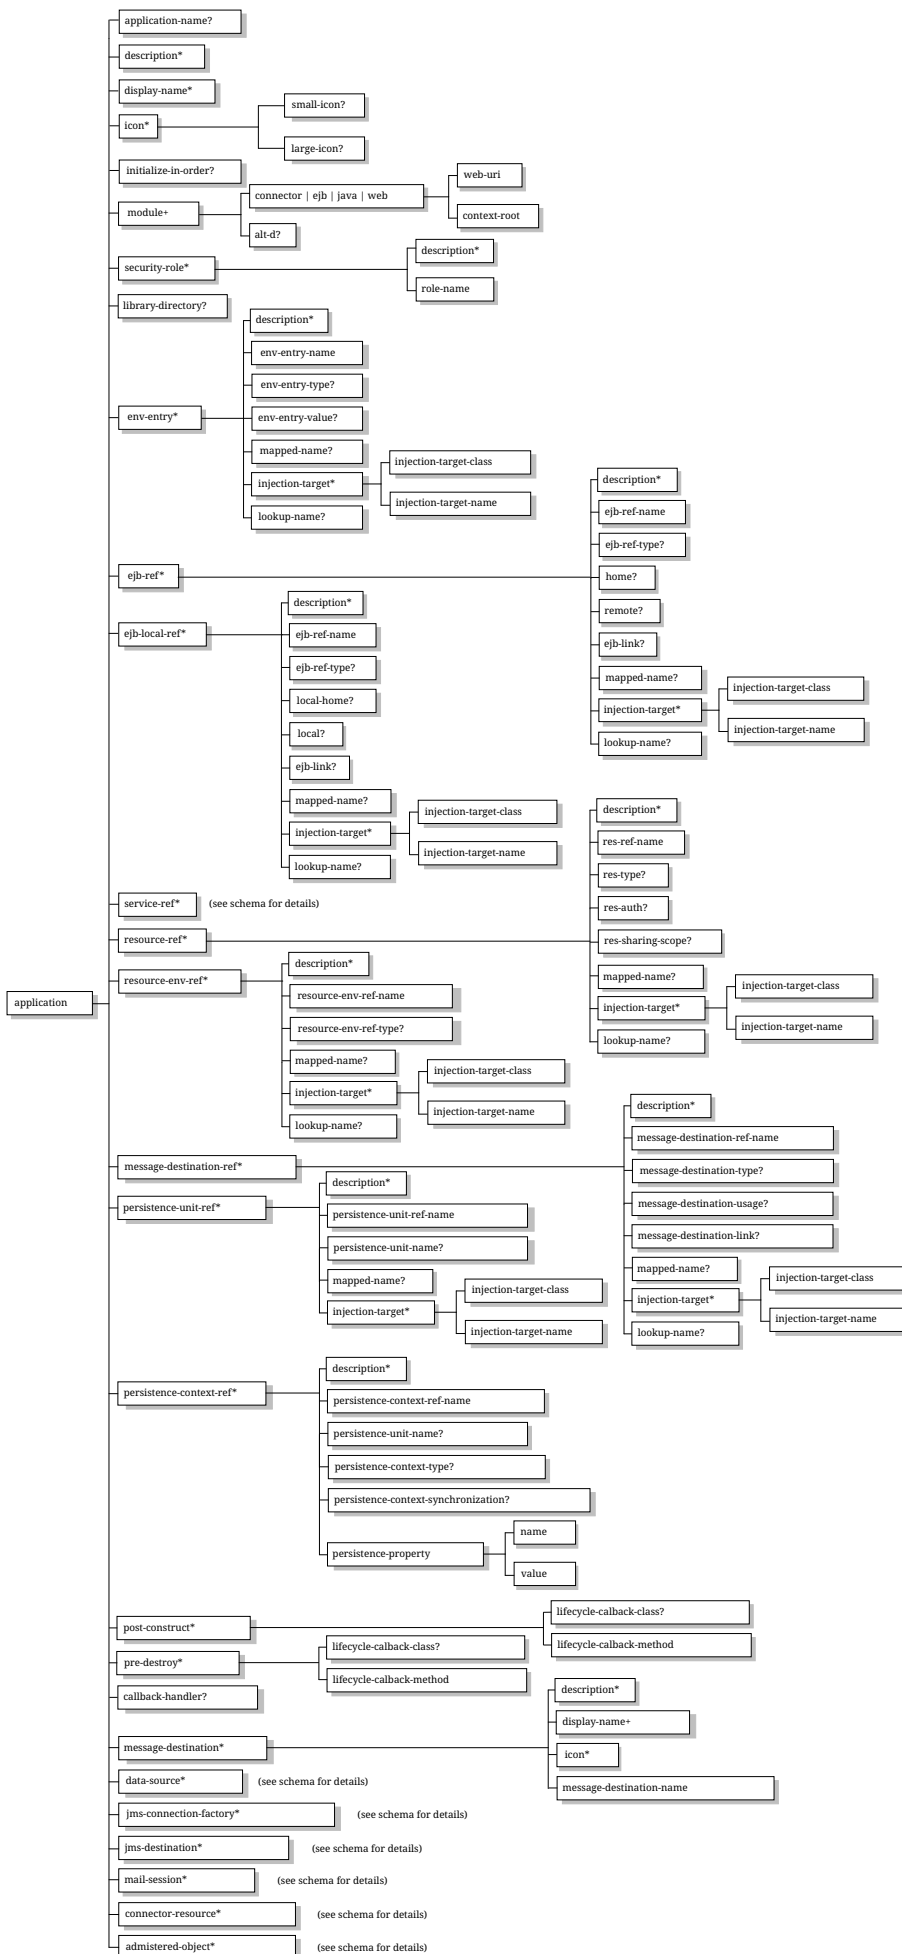 application-name?
description*
display-name*
icon*
small-icon?
large-icon?
initialize-in-order?
module+
connector | ejb | java | web
web-uri
context-root
alt-d?
security-role*
description*
role-name
library-directory?
env-entry*
description*
env-entry-name
env-entry-type?
env-entry-value?
mapped-name?
injection-target*
injection-target-class
injection-target-name
lookup-name?
ejb-ref*
description*
ejb-ref-name
ejb-ref-type?
home?
remote?
ejb-link?
mapped-name?
injection-target*
injection-target-class
injection-target-name
lookup-name?
ejb-local-ref*
description*
ejb-ref-name
ejb-ref-type?
local-home?
local?
ejb-link?
mapped-name?
injection-target*
injection-target-class
injection-target-name
lookup-name?
service-ref* (see schema for details)
resource-ref*
description*
res-ref-name
res-type?
res-auth?
res-sharing-scope?
mapped-name?
injection-target*
injection-target-class
injection-target-name
lookup-name?
application
resource-env-ref*
description*
resource-env-ref-name
resource-env-ref-type?
mapped-name?
injection-target*
injection-target-class
injection-target-name
lookup-name?
message-destination-ref*
description*
message-destination-ref-name
message-destination-type?
message-destination-usage?
message-destination-link?
mapped-name?
injection-target*
injection-target-class
injection-target-name
lookup-name?
persistence-unit-ref*
description*
persistence-unit-ref-name
persistence-unit-name?
mapped-name?
injection-target*
injection-target-class
injection-target-name
persistence-context-ref*
description*
persistence-context-ref-name
persistence-unit-name?
persistence-context-type?
persistence-context-synchronization?
persistence-property
name
value
post-construct*
lifecycle-calback-class?
lifecycle-calback-method
pre-destroy*
lifecycle-calback-class?
lifecycle-calback-method
callback-handler?
message-destination*
description*
display-name+
icon*
message-destination-name
data-source* (see schema for details)
jms-connection-factory* (see schema for details)
jms-destination* (see schema for details)
mail-session* (see schema for details)
connector-resource* (see schema for details)
admistered-object* (see schema for details)